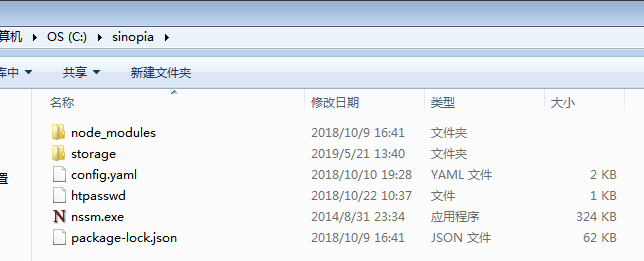 算机 ▸ OS (C:) ▸ sinopia ▸
库中 ▼ 共享 ▼ 新建文件夹
名称 修改日期 类型 大小
node_modules 2018/10/9 16:41 文件夹
storage 2019/5/21 13:40 文件夹
置 config.yaml 2018/10/10 19:28 YAML 文件 2 KB
htpasswd 2018/10/22 10:37 文件 1 KB
nssm.exe 2014/8/31 23:34 应用程序 324 KB
package-lock.json 2018/10/9 16:41 JSON 文件 62 KB